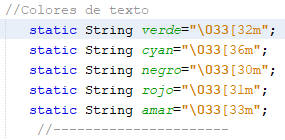 //Colores de texto
static String verde="\033[32m";
static String cyan="\033[36m";
static String negro="\033[30m";
static String rojo="\033[31m";
static String amar="\033[33m";
//-----------------------